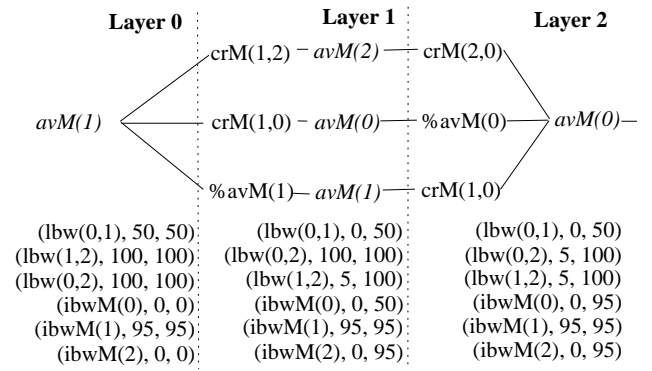 Layer 0 Layer 1 Layer 2
crM(1,2) avM(2) crM(2,0)
avM(1) crM(1,0) avM(0) %avM(0) avM(0)
%avM(1) avM(1) crM(1,0)
(lbw(0,1), 50, 50) (lbw(0,1), 0, 50) (lbw(0,1), 0, 50)
(lbw(1,2), 100, 100) (lbw(0,2), 100, 100) (lbw(0,2), 5, 100)
(lbw(0,2), 100, 100) (lbw(1,2), 5, 100) (lbw(1,2), 5, 100)
(ibwM(0), 0, 0) (ibwM(0), 0, 50) (ibwM(0), 0, 95)
(ibwM(1), 95, 95) (ibwM(1), 95, 95) (ibwM(1), 95, 95)
(ibwM(2), 0, 0) (ibwM(2), 0, 95) (ibwM(2), 0, 95)